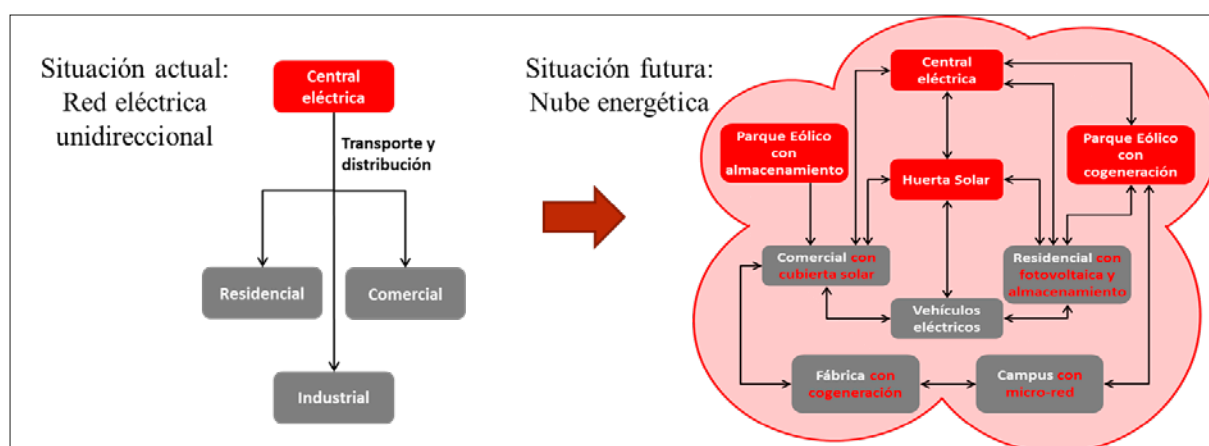 Situación actual:
Red eléctrica
unidireccional
Central
eléctrica
Transporte y
distribución
Residencial
Comercial
Industrial
Situación futura:
Nube energética
Central
eléctrica
Parque Eólico
con
almacenamiento
Parque Eólico
con
cogeneración
Huerta Solar
Comercial con
cubierta solar
Residencial con
fotovoltaica y
almacenamiento
Vehículos
eléctricos
Fábrica con
cogeneración
Campus con
micro-red